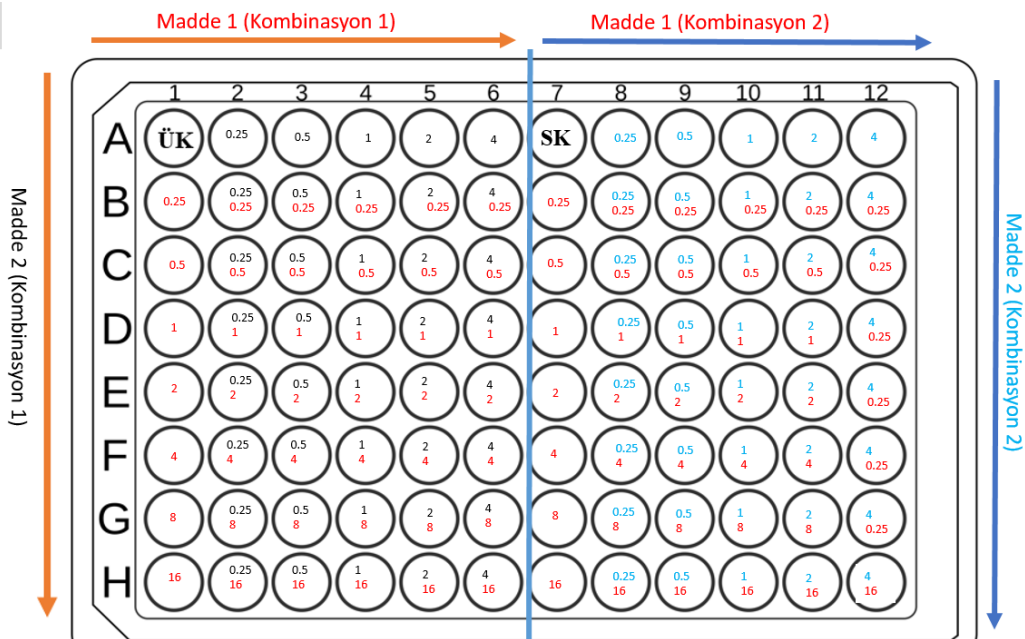 Madde 1 (Kombinasyon 1)
Madde 1 (Kombinasyon 2)
1 2 3 4 5 6 7 8 9 10 11 12
A ÜK 0.25 0.5 1 2 4 SK 0.25 0.5 1 2 4
0.25 0.5 1 2 4 0.25 0.5 1 2 4
B 0.25 0.25 0.25 0.25 0.25 0.25 0.25 0.25 0.25 0.25 0.25 0.25
0.25 0.5 1 2 4 0.25 0.5 1 2 4
C 0.5 0.5 0.5 0.5 0.5 0.5 0.5 0.5 0.5 0.5 0.5 0.25
0.25 0.5 1 2 4 0.25 0.5 1 2 4
D 1 1 1 1 1 1 1 1 1 1 1 0.25
0.25 0.5 1 2 4 0.25 0.5 1 2 4
E 2 2 2 2 2 2 2 2 2 2 2 0.25
0.25 0.5 1 2 4 0.25 0.5 1 2 4
F 4 4 4 4 4 4 4 4 4 4 4 0.25
0.25 0.5 1 2 4 0.25 0.5 1 2 4
G 8 8 8 8 8 8 8 8 8 8 8 0.25
0.25 0.5 1 2 4 0.25 0.5 1 2 4
H 16 16 16 16 16 16 16 16 16 16 16 16
Madde 2 (Kombinasyon 1)
Madde 2 (Kombinasyon 2)